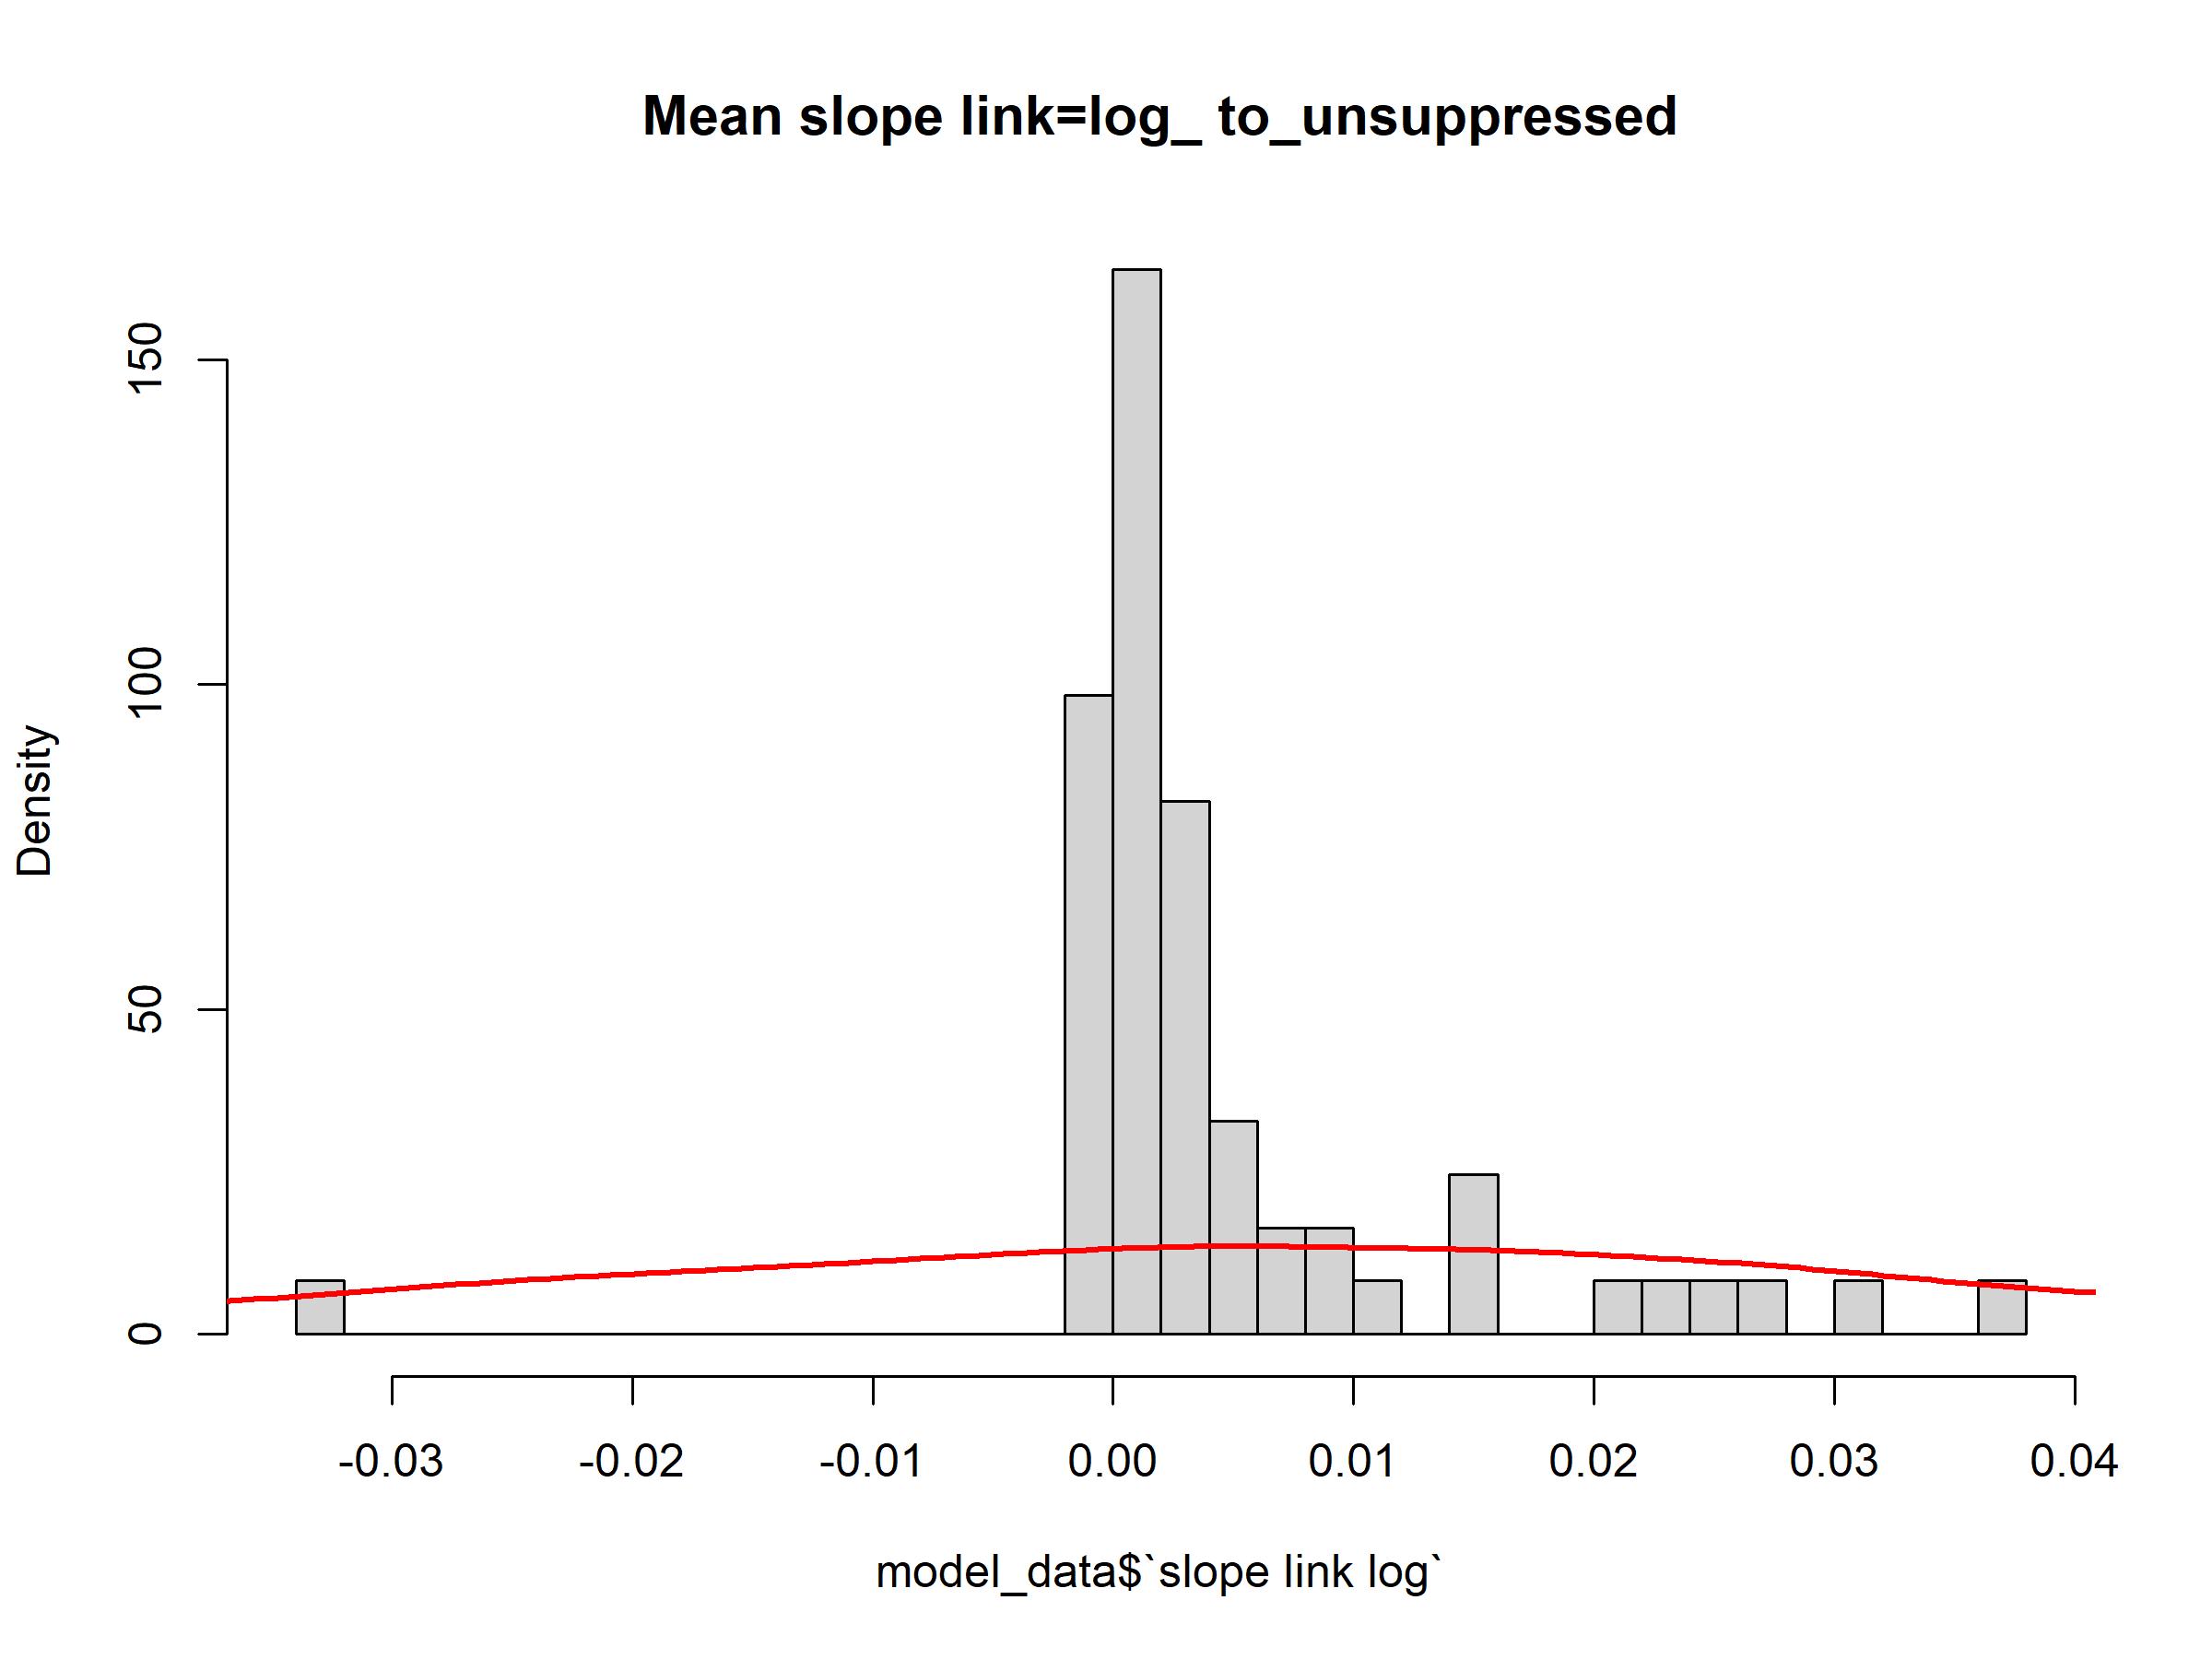 Mean slope link=log_ to_unsuppressed
Density
150
100
50
0
-0.03 -0.02 -0.01 0.00 0.01 0.02 0.03 0.04
model_data$`slope link log`